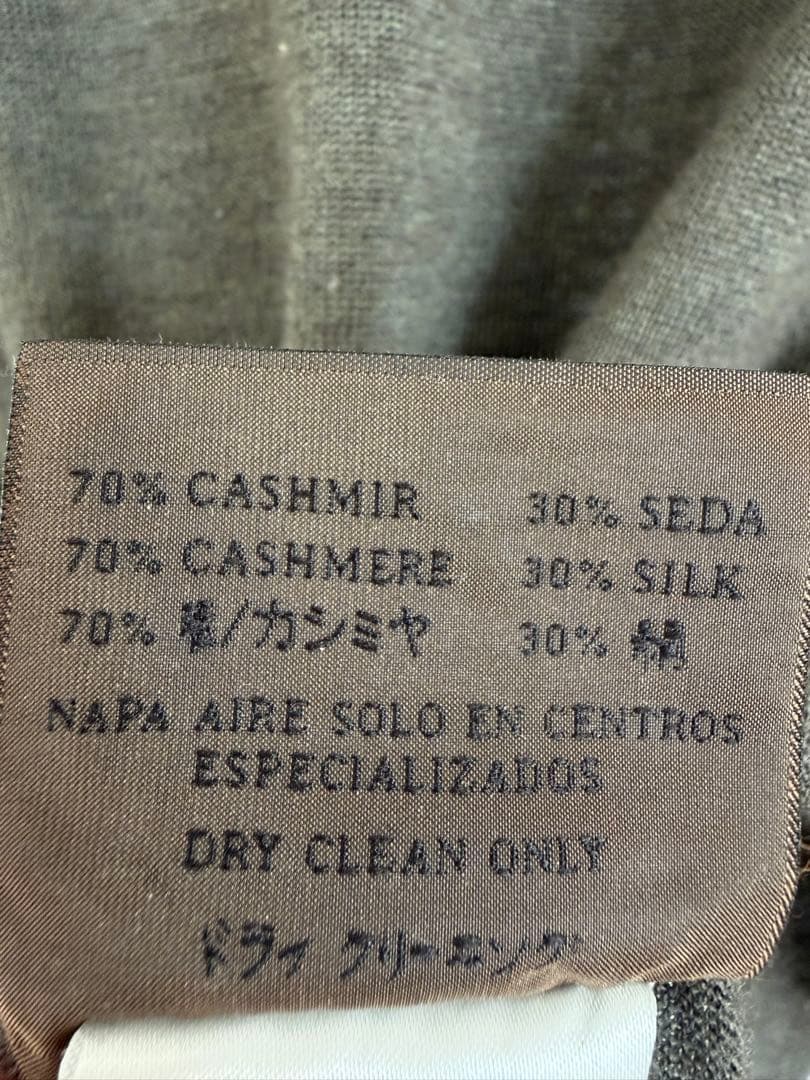 70% CASHMIR 30% SEDA
70% CASHMERE 30% SILK
70% 毛/カシミヤ 30% 絹
NAPA AIRE SOLO EN CENTROS
ESPECIALIZADOS
DRY CLEAN ONLY
ドライ クリーニング